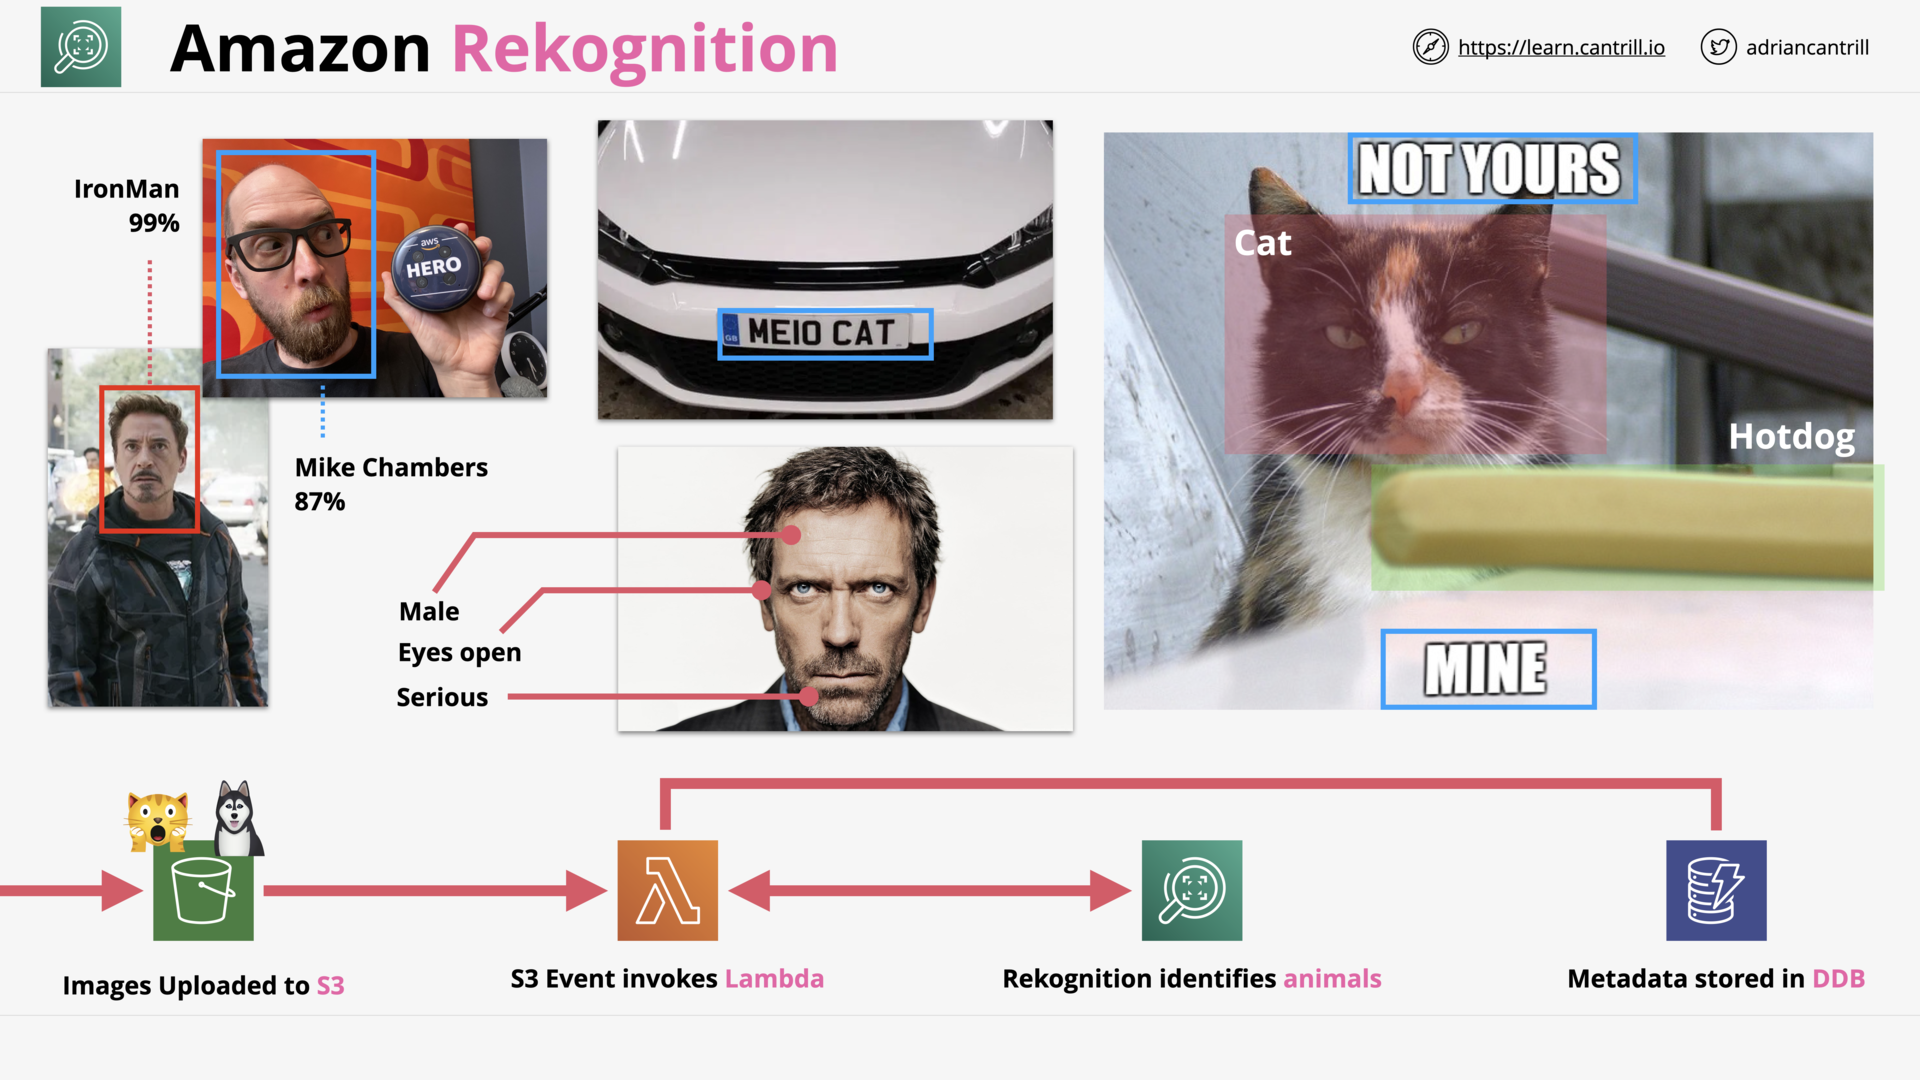 Amazon Rekognition
https://learn.cantrill.io
adriancantrill
IronMan
99%
aws
HERO
Mike Chambers
87%
GB
ME10 CAT
Male
Eyes open
Serious
NOT YOURS
Cat
Hotdog
MINE
Images Uploaded to S3
S3 Event invokes Lambda
Rekognition identifies animals
Metadata stored in DDB